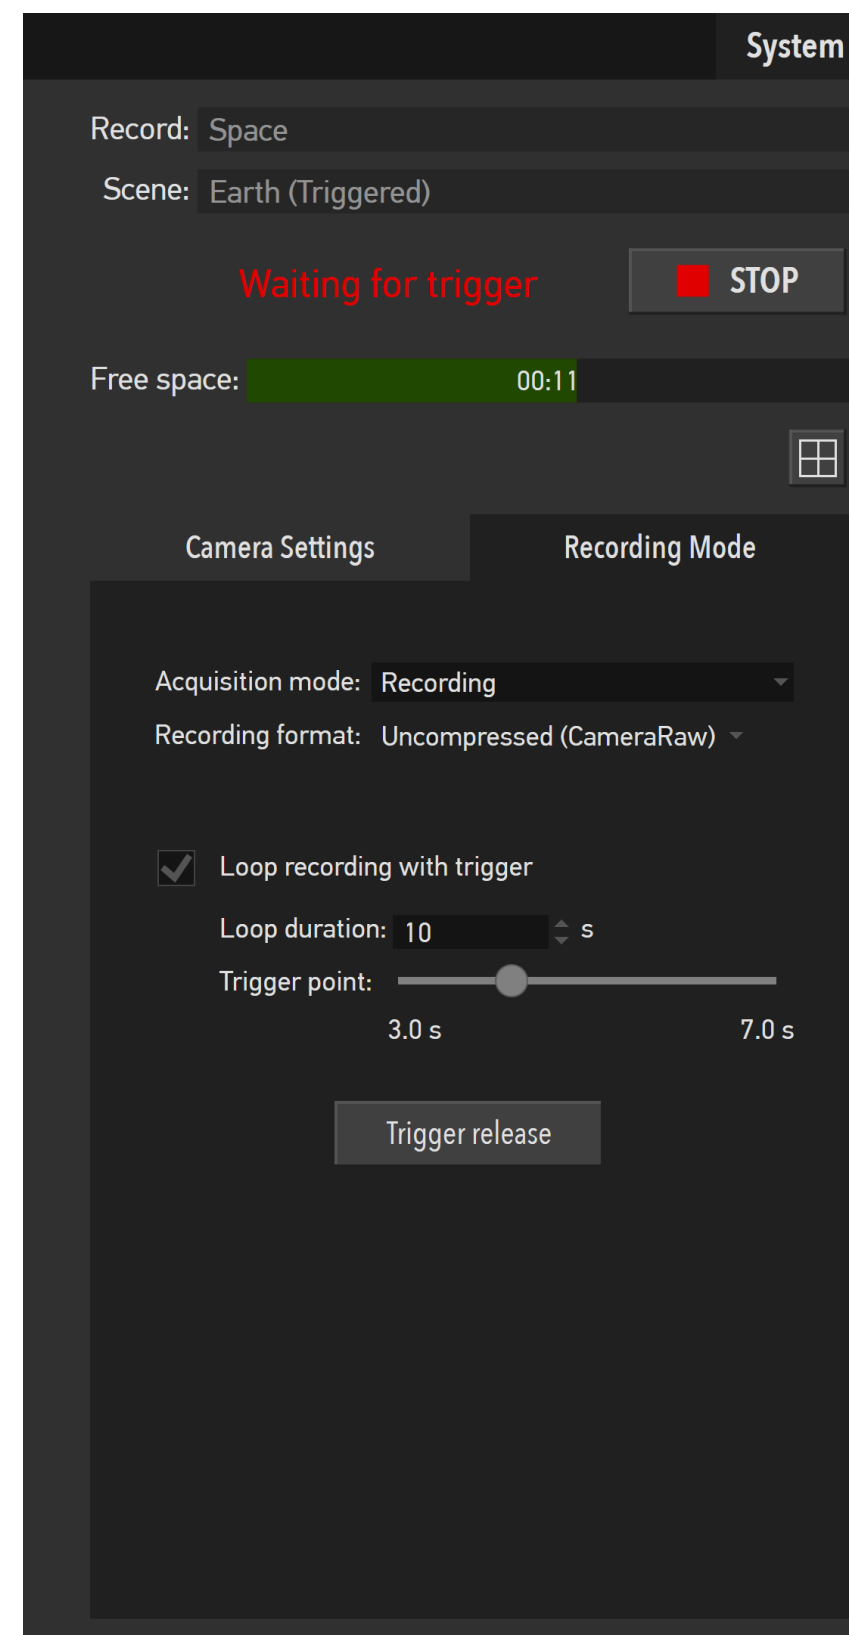 System
Record: Space
Scene: Earth (Triggered)
Waiting for trigger
STOP
Free space: 00:11
Camera Settings
Recording Mode
Acquisition mode: Recording
Recording format: Uncompressed (CameraRaw)
Loop recording with trigger
Loop duration: 10 s
Trigger point:
3.0 s 7.0 s
Trigger release